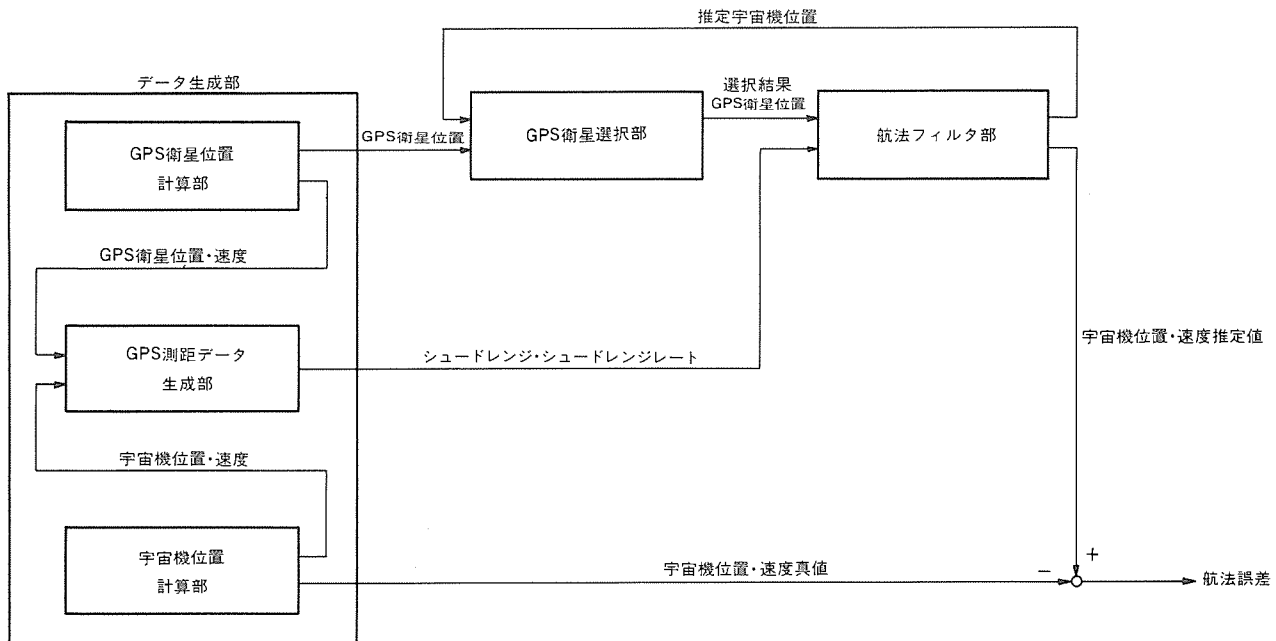 推定宇宙機位置
データ生成部
GPS衛星位置
計算部
GPS衛星位置
GPS衛星選択部
選択結果
GPS衛星位置
航法フィルタ部
GPS衛星位置・速度
GPS測距データ
生成部
シュードレンジ・シュードレンジレート
宇宙機位置・速度推定値
宇宙機位置・速度
宇宙機位置
計算部
宇宙機位置・速度真値
−
+
航法誤差